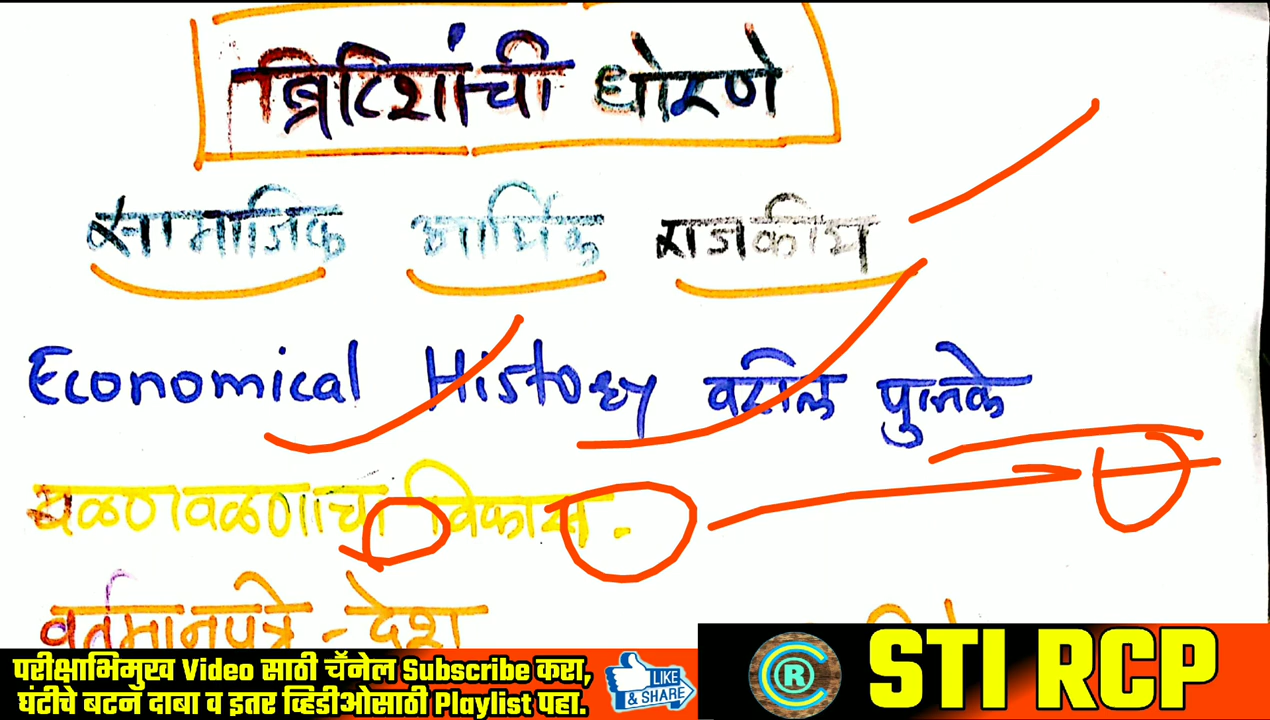 ब्रिटिशांची धोरणे
सामाजिक आर्थिक राजकीय
Economical History वरील पुस्तके
दळणवळणाचा विकास -
वर्तमानपत्रे - देश
परीक्षाभिमुख Video साठी चॅनेल Subscribe करा,
घंटीचे बटन दाबा व इतर व्हिडीओसाठी Playlist पहा.
LIKE
& SHARE
R
STI RCP